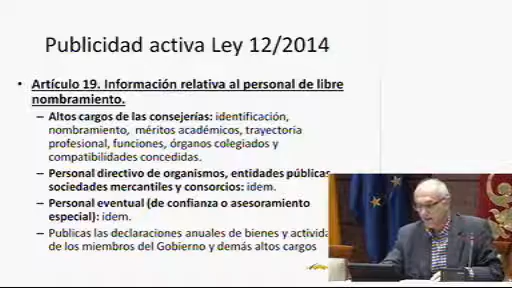 Publicidad activa Ley 12/2014
• Artículo 19. Información relativa al personal de libre
nombramiento.
– Altos cargos de las consejerías: identificación,
nombramiento, méritos académicos, trayectoria
profesional, funciones, órganos colegiados y
compatibilidades concedidas.
– Personal directivo de organismos, entidades públicas
sociedades mercantiles y consorcios: idem.
– Personal eventual (de confianza o asesoramiento
especial): idem.
– Publicas las declaraciones anuales de bienes y activida
de los miembros del Gobierno y demás altos cargos